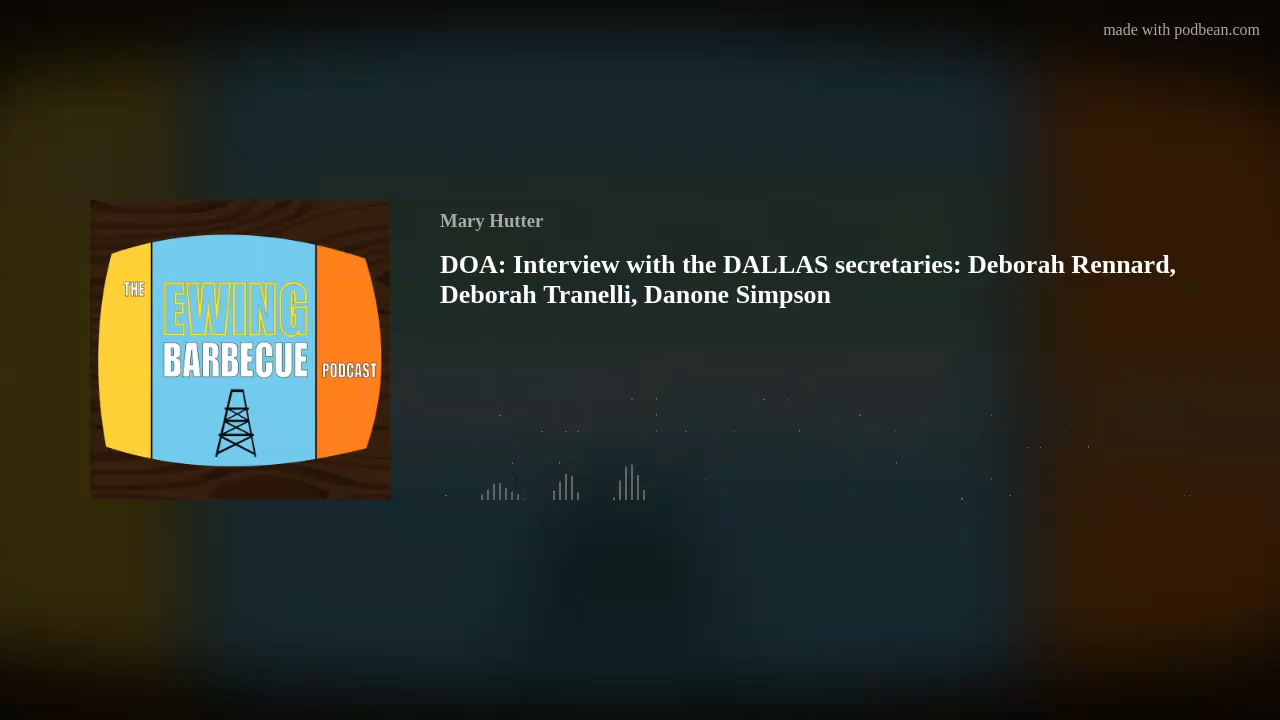 made with podbean.com
Mary Hutter
DOA: Interview with the DALLAS secretaries: Deborah Rennard,
Deborah Tranelli, Danone Simpson
THE
EWING
BARBECUE
PODCAST